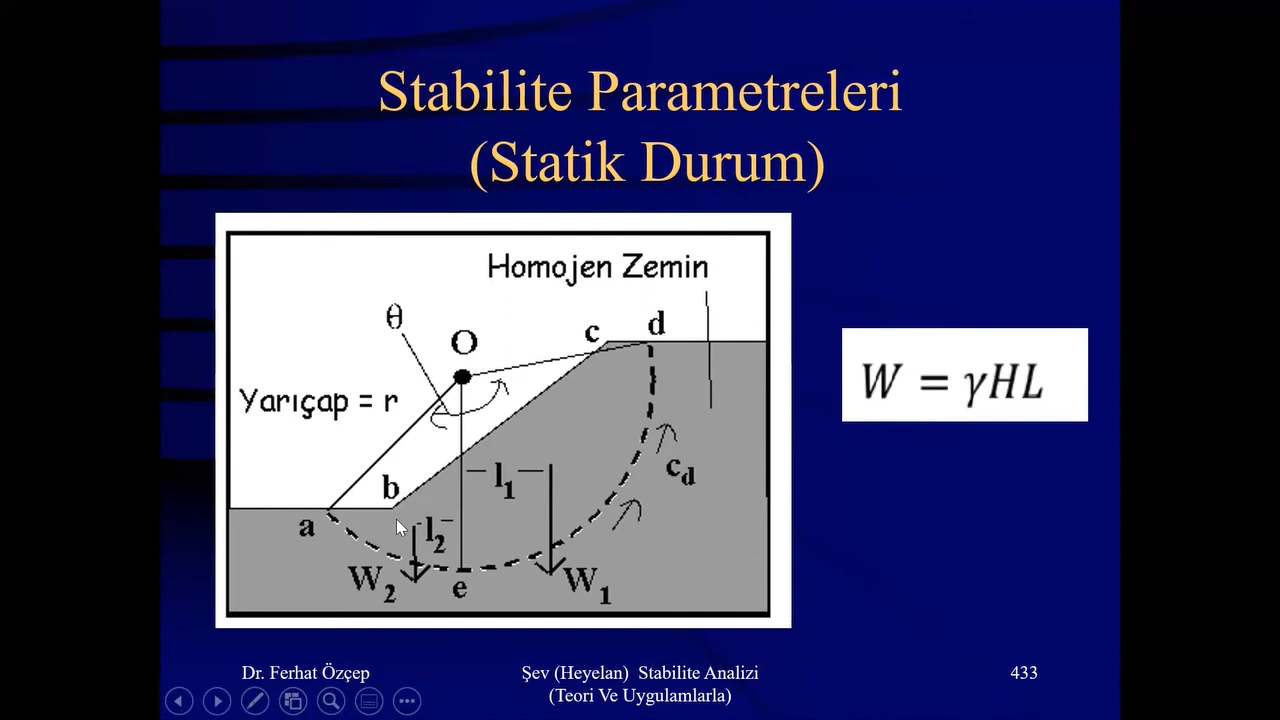 Stabilite Parametreleri
(Statik Durum)
Homojen Zemin
θ
O
c
d
Yarıçap = r
W = γHL
b
l₁
c_d
a
l₂
W₂
e
W₁
Dr. Ferhat Özçep
Şev (Heyelan) Stabilite Analizi
(Teori Ve Uygulamlarla)
433